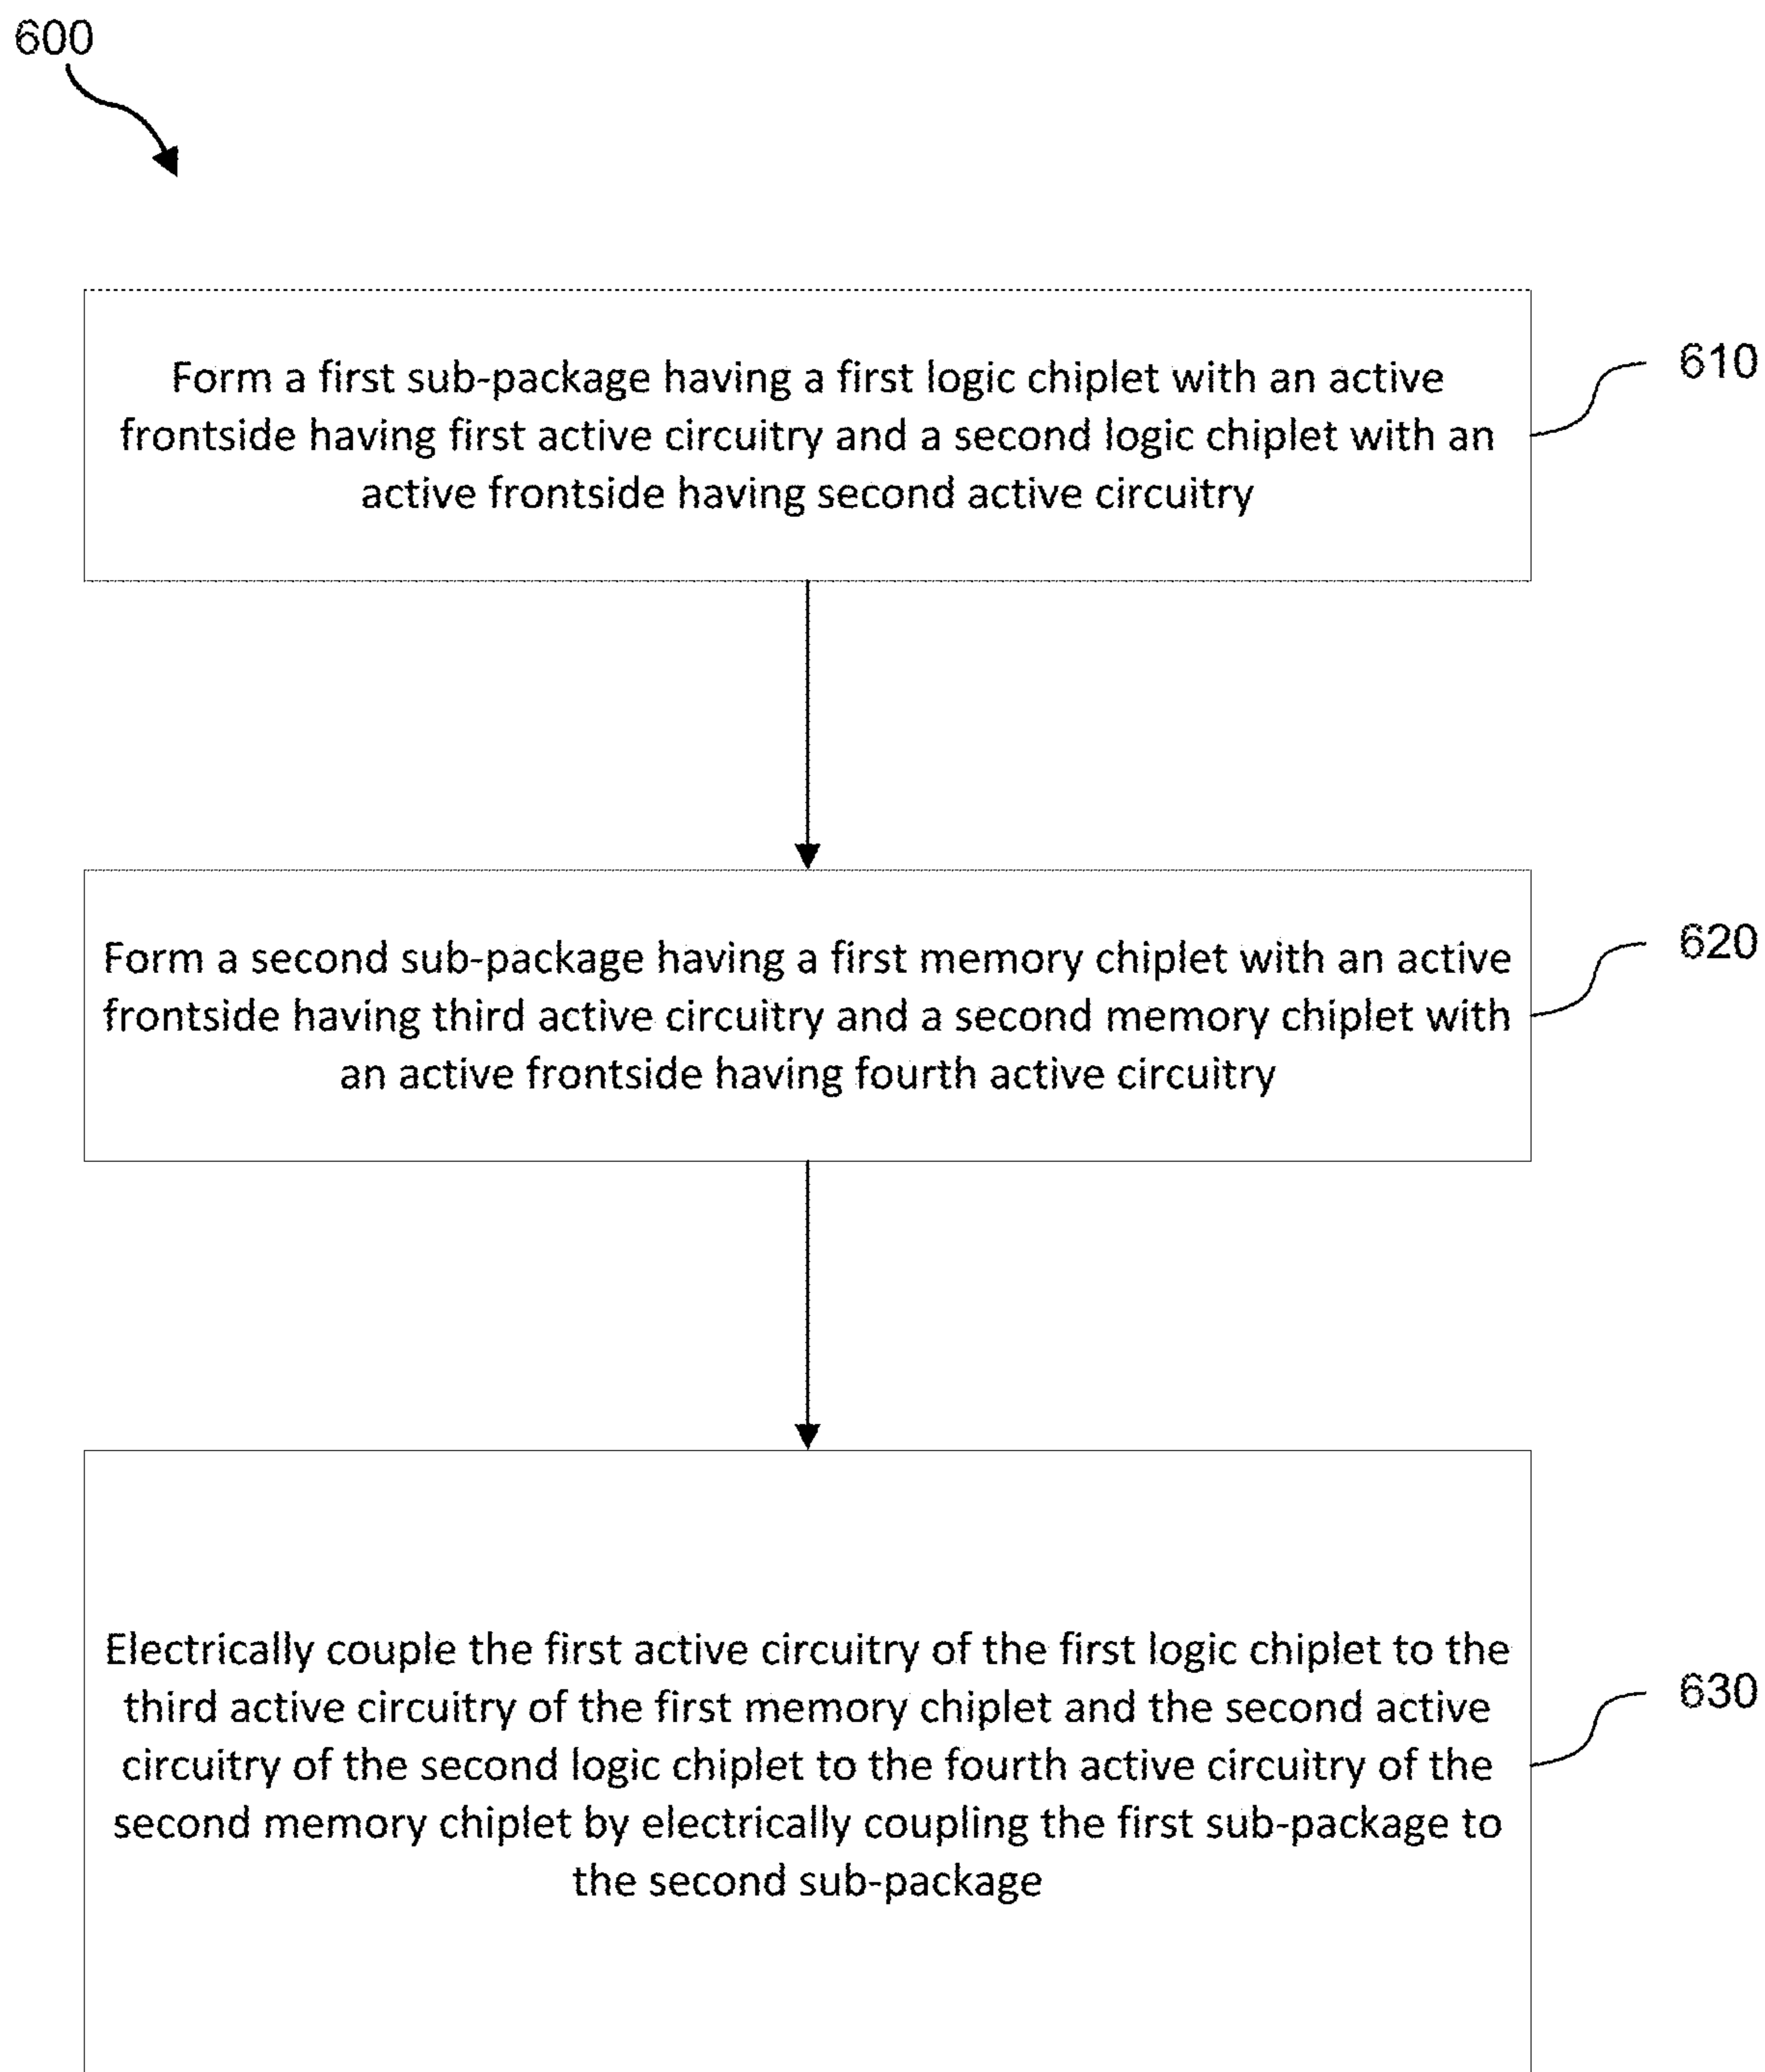 600
Form a first sub-package having a first logic chiplet with an active
frontside having first active circuitry and a second logic chiplet with an
active frontside having second active circuitry
610
Form a second sub-package having a first memory chiplet with an active
frontside having third active circuitry and a second memory chiplet with
an active frontside having fourth active circuitry
620
Electrically couple the first active circuitry of the first logic chiplet to the
third active circuitry of the first memory chiplet and the second active
circuitry of the second logic chiplet to the fourth active circuitry of the
second memory chiplet by electrically coupling the first sub-package to
the second sub-package
630